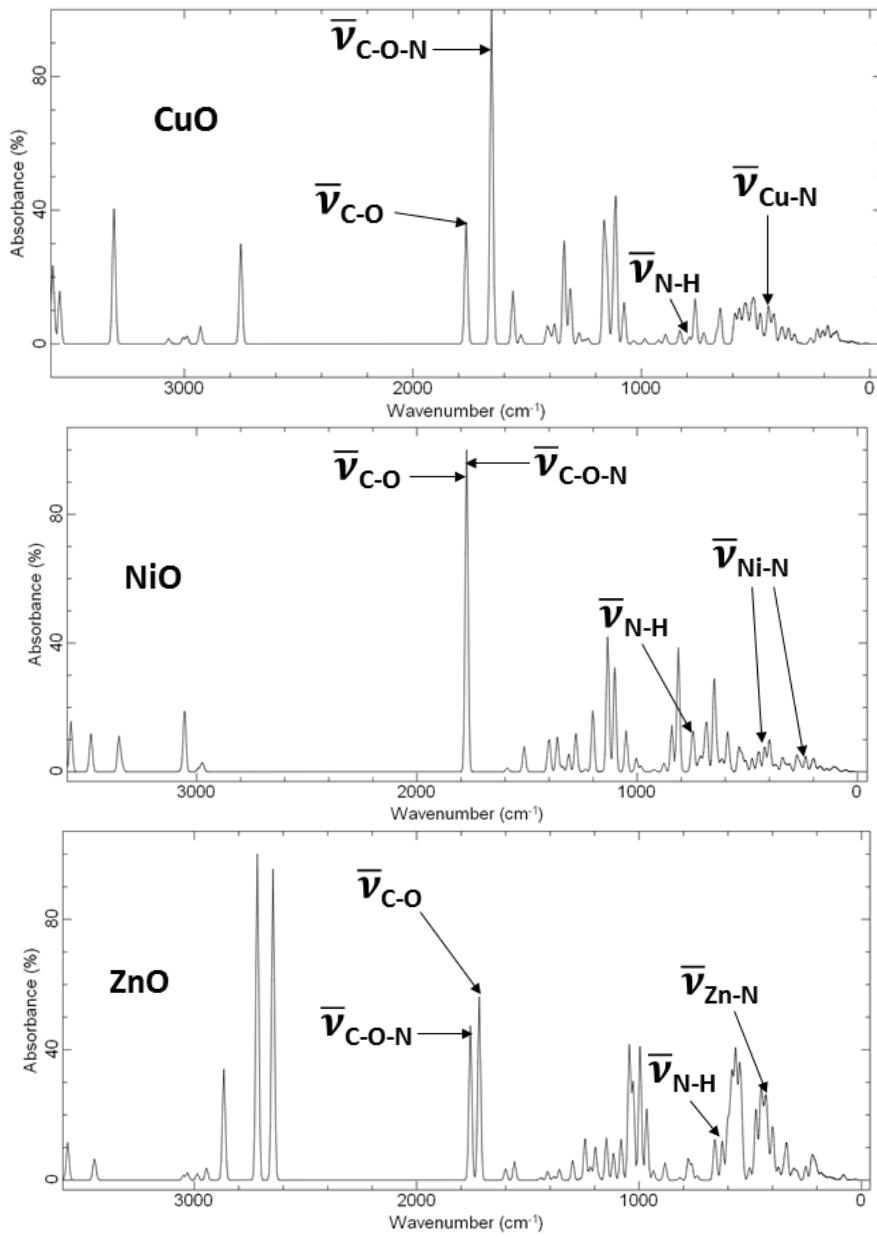 ν̅C-O-N
80
CuO
ν̅C-O
ν̅Cu-N
Absorbance (%)
40
ν̅N-H
0
3000 2000 1000 0
Wavenumber (cm-1)
ν̅C-O ν̅C-O-N
80
NiO
ν̅Ni-N
Absorbance (%)
ν̅N-H
40
0
3000 2000 1000 0
Wavenumber (cm-1)
ν̅C-O
80
ZnO
ν̅Zn-N
Absorbance (%)
ν̅C-O-N
40
ν̅N-H
0
3000 2000 1000 0
Wavenumber (cm-1)